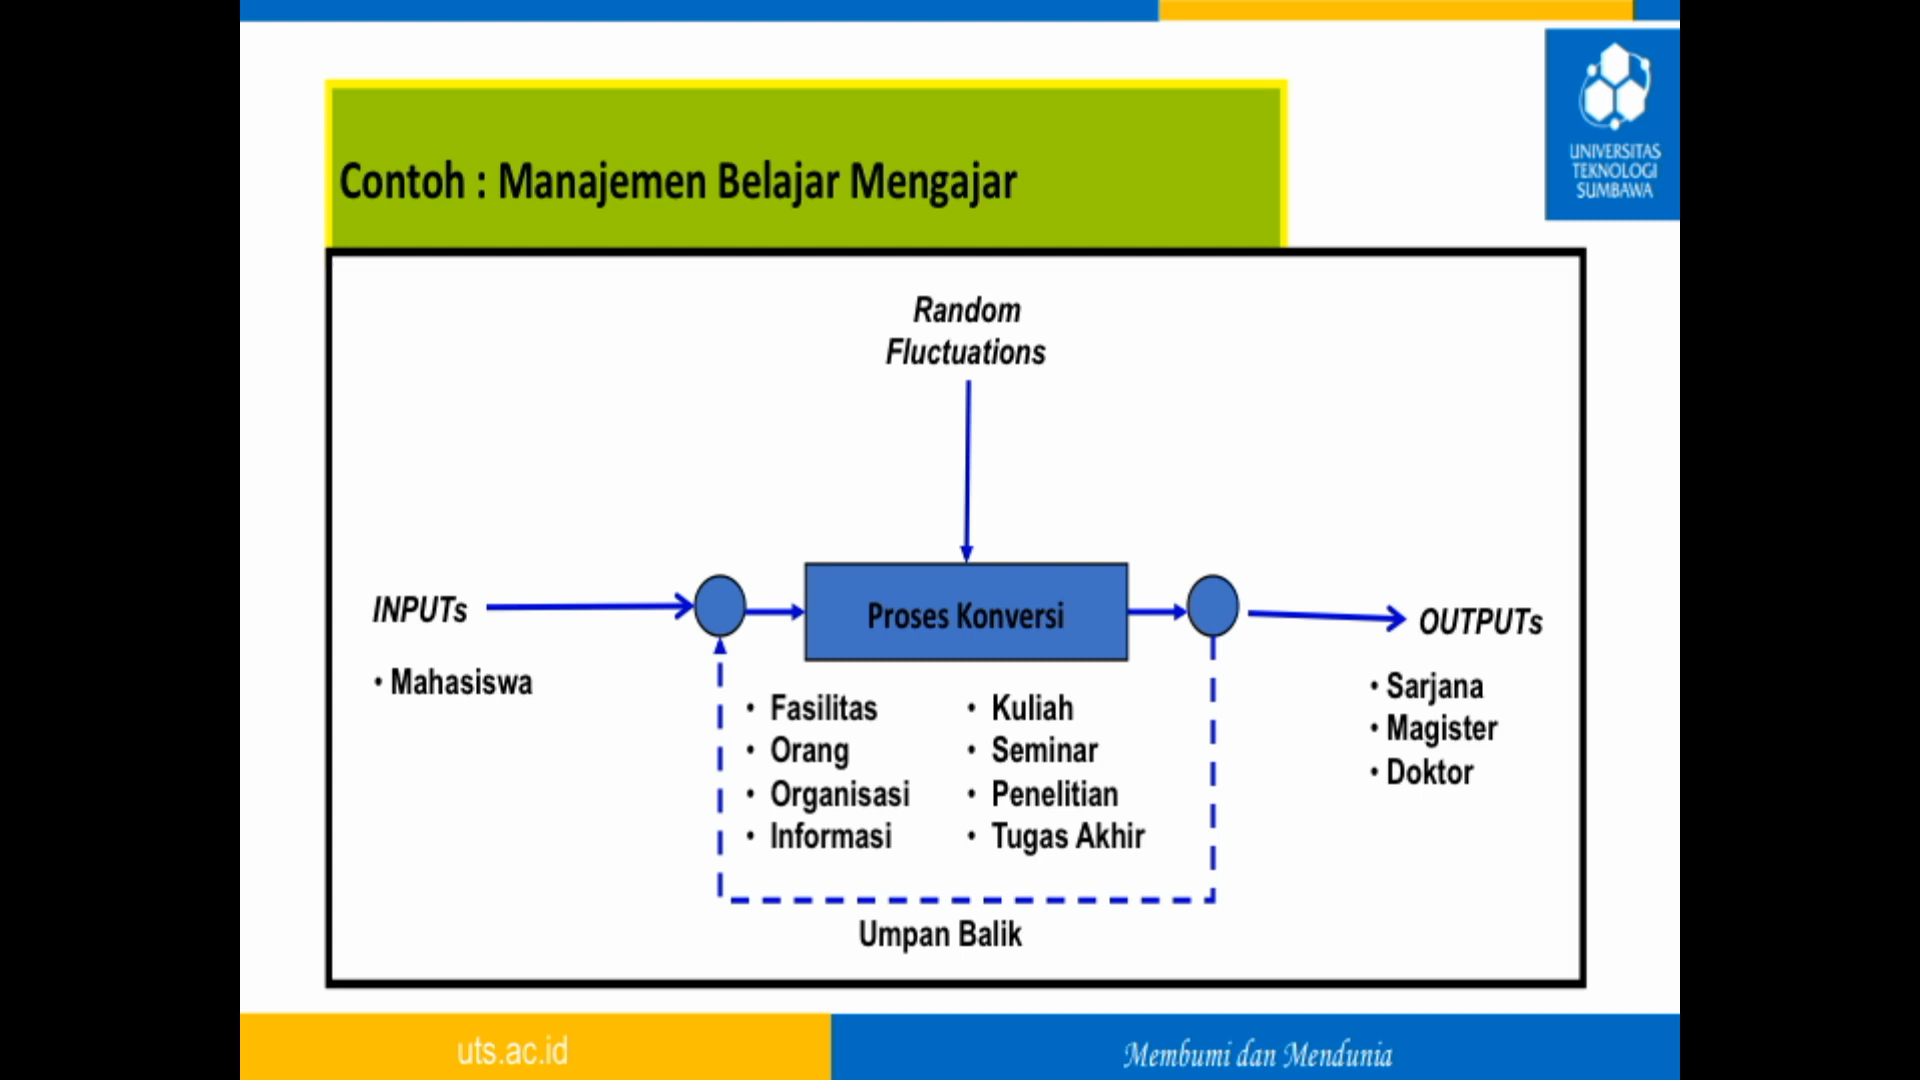 UNIVERSITAS
TEKNOLOGI
SUMBAWA
Contoh : Manajemen Belajar Mengajar
Random
Fluctuations
INPUTs
• Mahasiswa
Proses Konversi
• Fasilitas
• Orang
• Organisasi
• Informasi
• Kuliah
• Seminar
• Penelitian
• Tugas Akhir
Umpan Balik
OUTPUTs
• Sarjana
• Magister
• Doktor
uts.ac.id
Membumi dan Mendunia